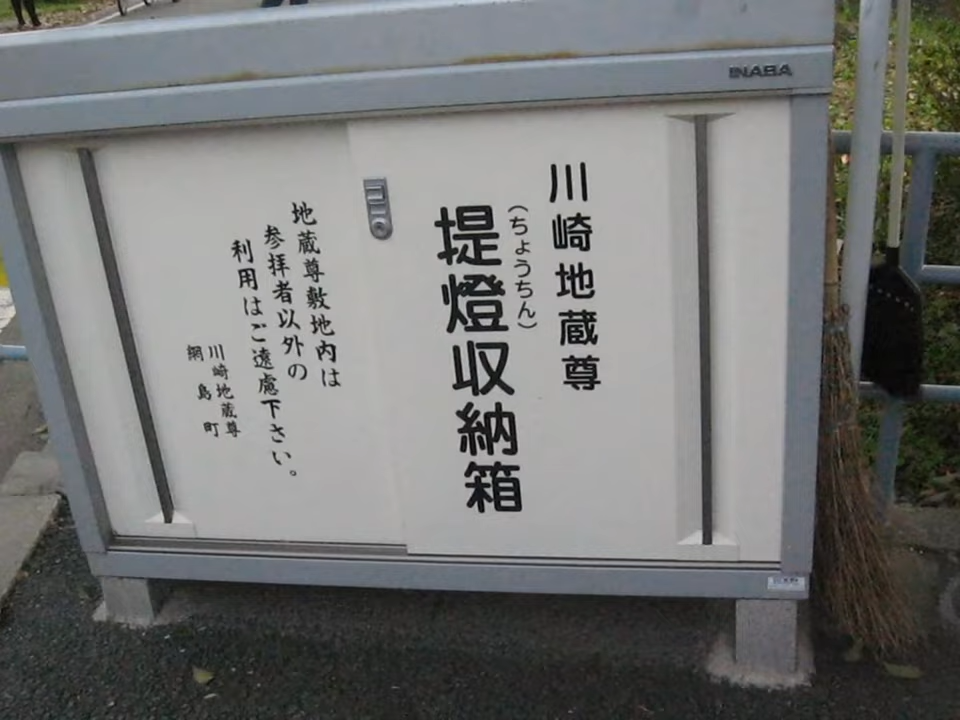 INABA
川崎地蔵尊
(ちょうちん)
提燈収納箱
地蔵尊敷地内は
参拝者以外の
利用はご遠慮下さい。
川崎地蔵尊
網島町